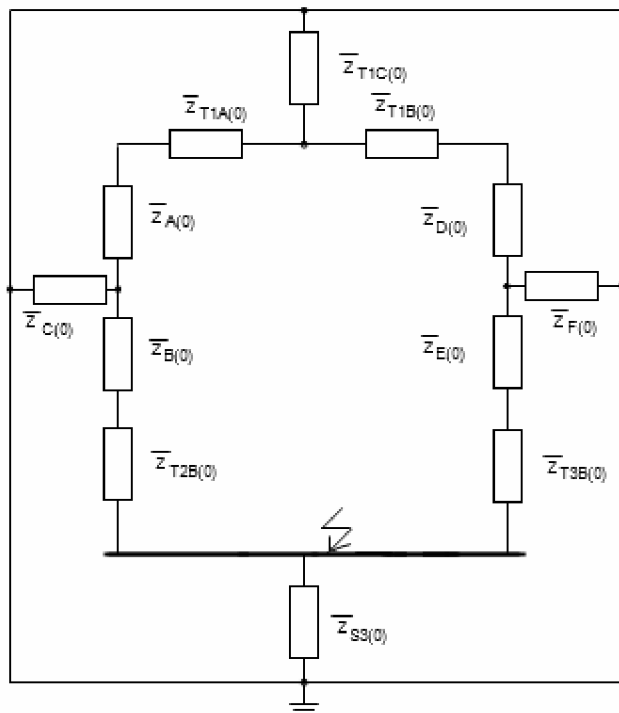 z̅T1C(0)
z̅T1A(0)
z̅T1B(0)
z̅A(0)
z̅D(0)
z̅C(0)
z̅F(0)
z̅B(0)
z̅E(0)
z̅T2B(0)
z̅T3B(0)
z̅S3(0)